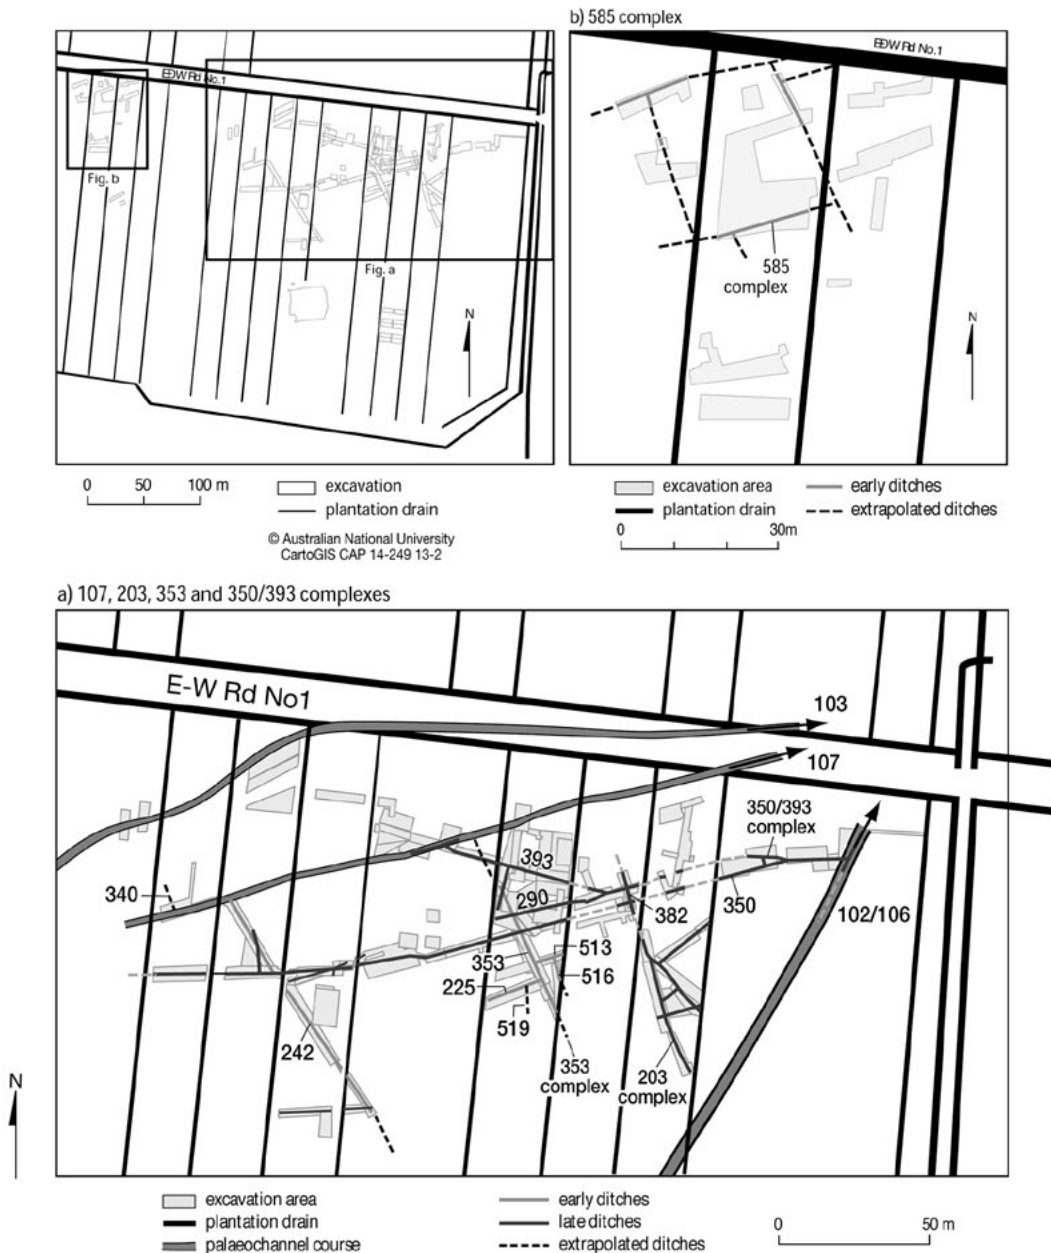 b) 585 complex
E-W Rd No.1
Fig. b
Fig. a
N
0 50 100 m
excavation
plantation drain
© Australian National University
CartoGIS CAP 14-249 13-2
E-W Rd No.1
585
complex
N
excavation area
early ditches
plantation drain
extrapolated ditches
0 30m
a) 107, 203, 353 and 350/393 complexes
E-W Rd No1
103
107
350/393
complex
393
340
290
382
350
102/106
353
513
225
516
519
242
353
complex
203
complex
N
excavation area
early ditches
plantation drain
late ditches
palaeochannel course
extrapolated ditches
0 50 m